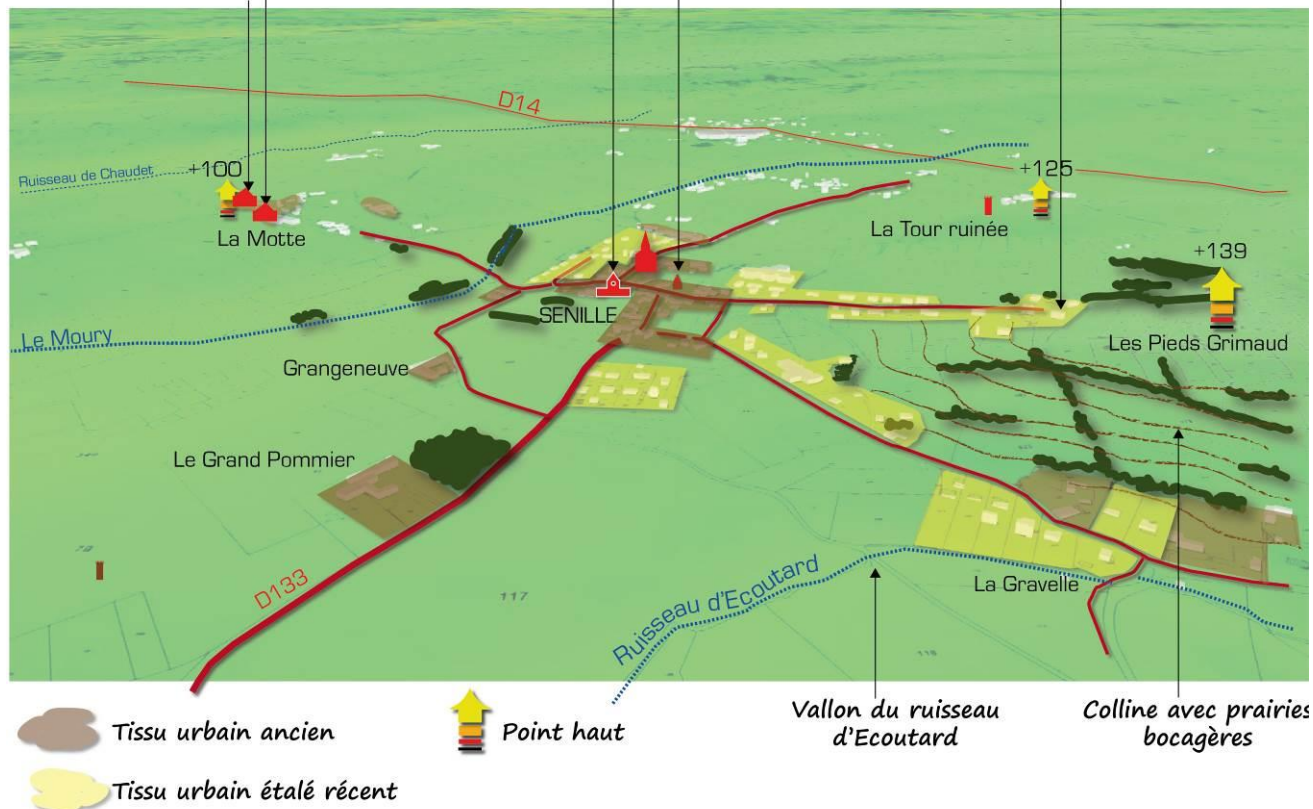 D14
Ruisseau de Chaudet
+100
+125
La Motte
La Tour ruinée
+139
SENILLE
Le Moury
Les Pieds Grimaud
Grangeneuve
Le Grand Pommier
D133
117
La Gravelle
Ruisseau d'Ecoutard
Tissu urbain ancien
Point haut
Vallon du ruisseau
d'Ecoutard
Colline avec prairies
bocagères
Tissu urbain étalé récent